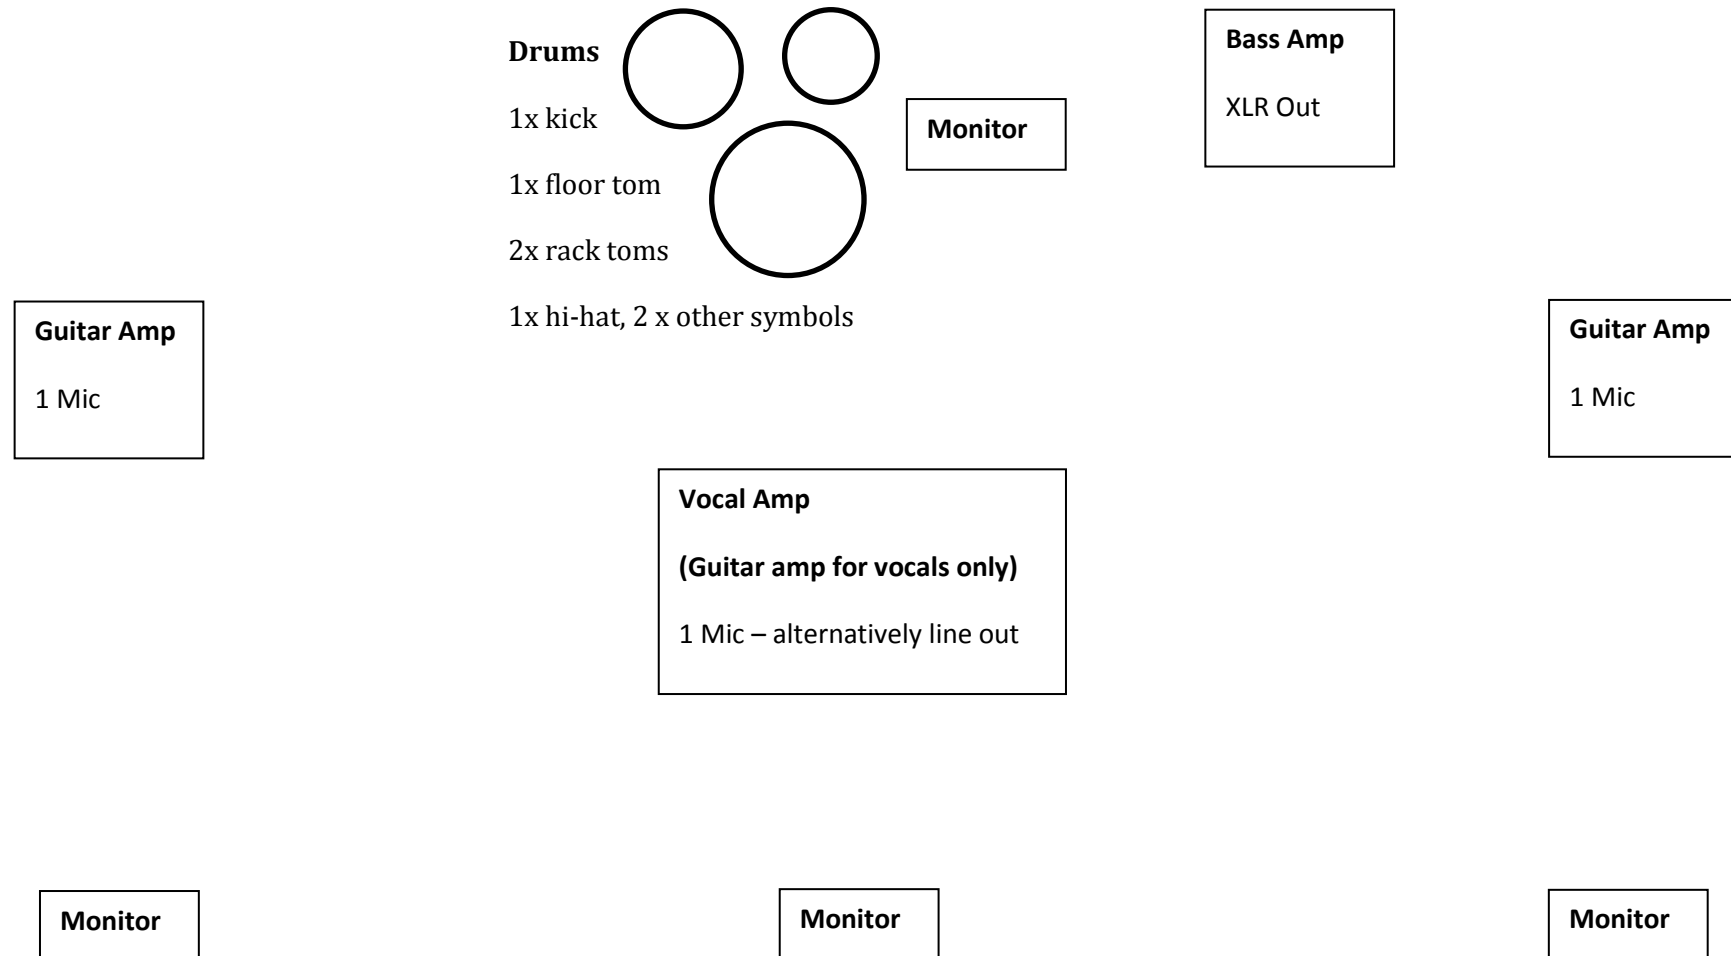 Drums
1x kick
1x floor tom
2x rack toms
1x hi-hat, 2 x other symbols
Monitor
Bass Amp
XLR Out
Guitar Amp
1 Mic
Guitar Amp
1 Mic
Vocal Amp
(Guitar amp for vocals only)
1 Mic – alternatively line out
Monitor
Monitor
Monitor